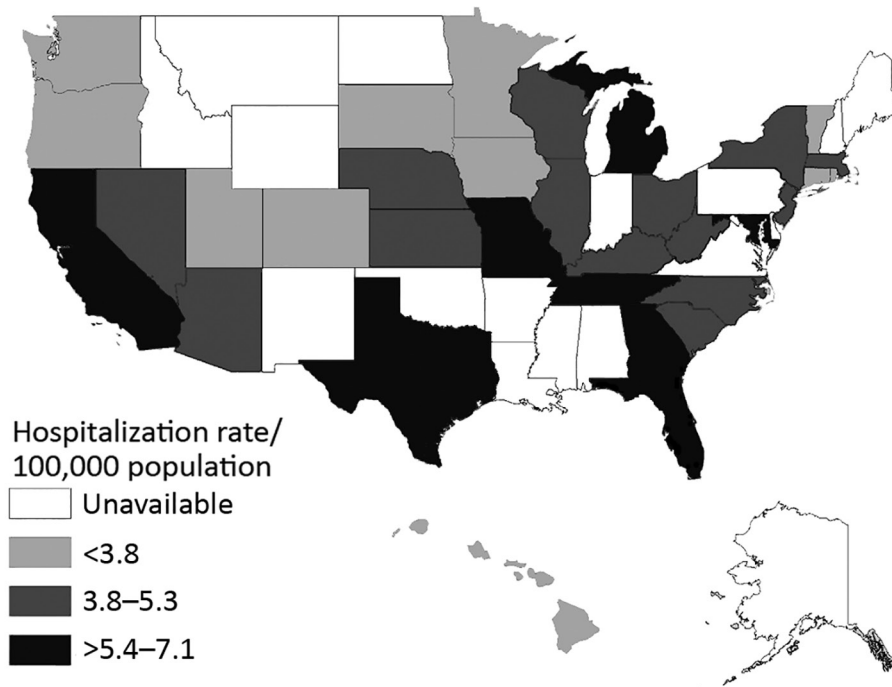 Hospitalization rate/
100,000 population
Unavailable
<3.8
3.8–5.3
>5.4–7.1